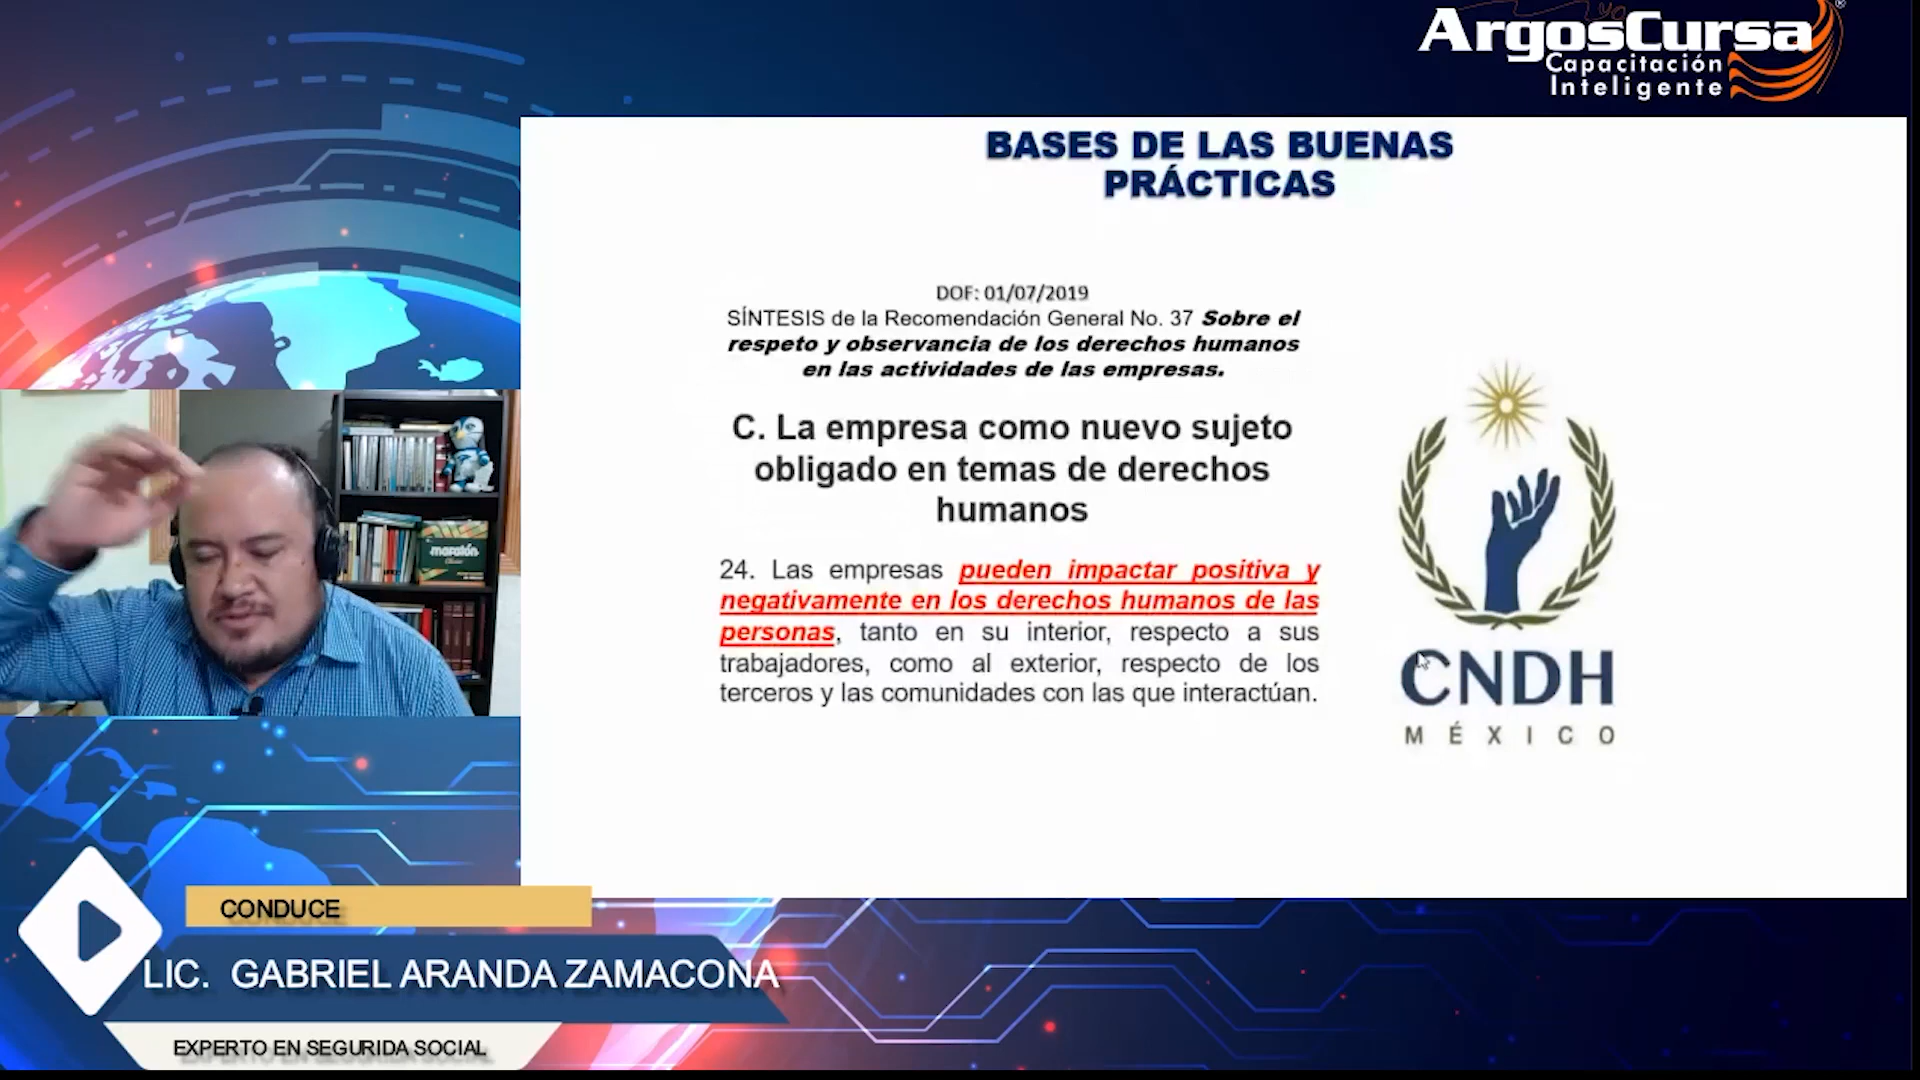 yo
ArgosCursa
Capacitación
Inteligente
BASES DE LAS BUENAS
PRÁCTICAS
DOF: 01/07/2019
SÍNTESIS de la Recomendación General No. 37 Sobre el
respeto y observancia de los derechos humanos
en las actividades de las empresas.
C. La empresa como nuevo sujeto
obligado en temas de derechos
humanos
24. Las empresas pueden impactar positiva y
negativamente en los derechos humanos de las
personas, tanto en su interior, respecto a sus
trabajadores, como al exterior, respecto de los
terceros y las comunidades con las que interactúan.
CNDH
MÉXICO
maratón
CONDUCE
LIC. GABRIEL ARANDA ZAMACONA
EXPERTO EN SEGURIDA SOCIAL